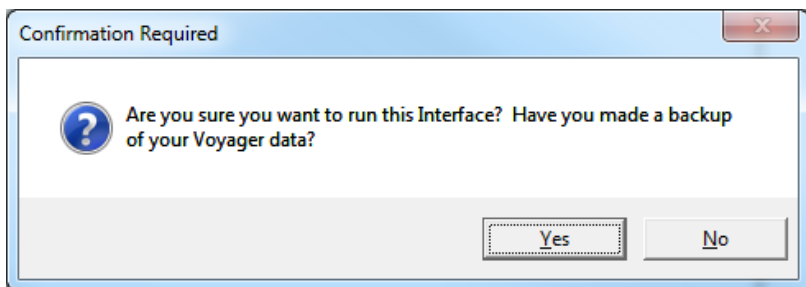 Confirmation Required
Are you sure you want to run this Interface?  Have you made a backup
of your Voyager data?
Yes
No